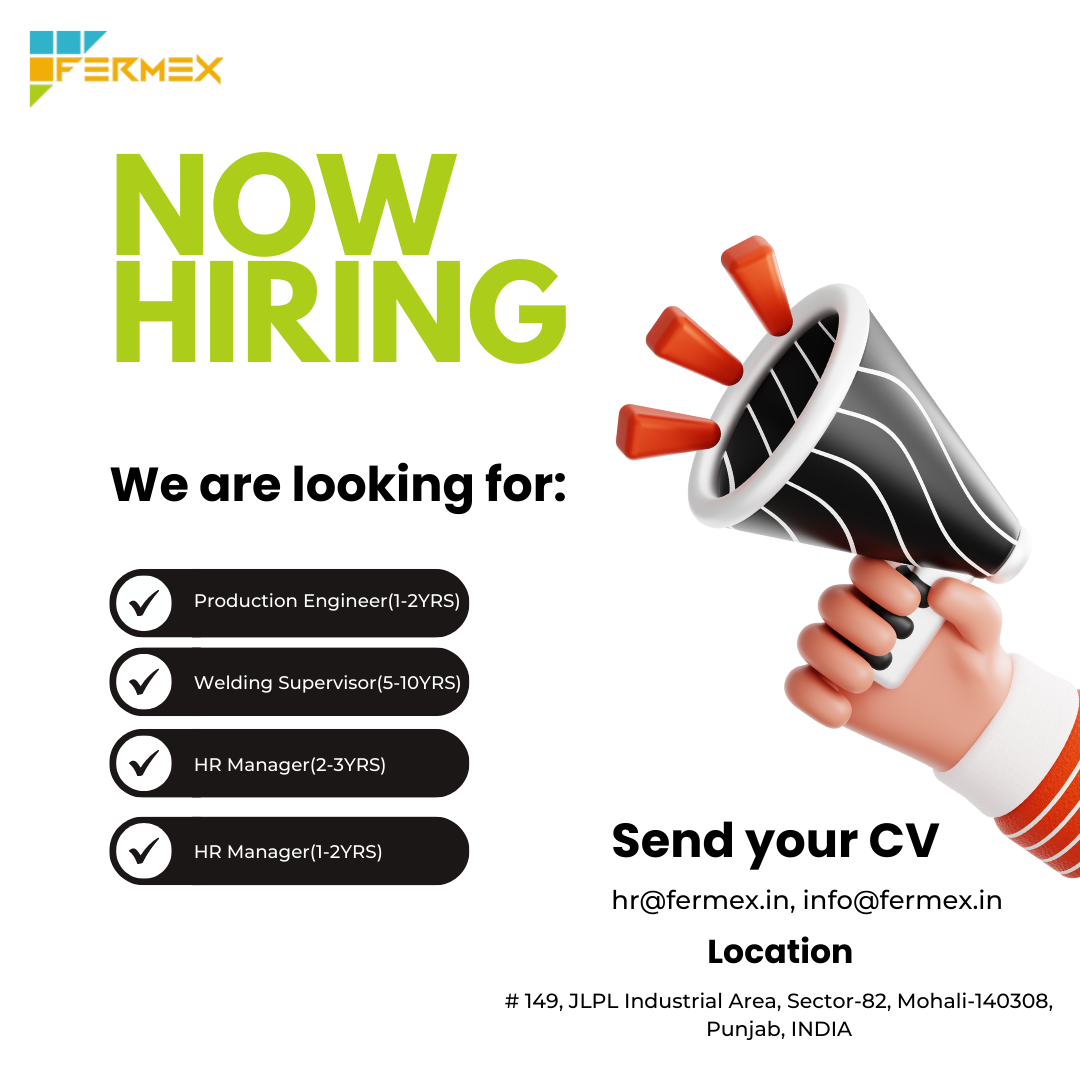 FERMEX
NOW
HIRING
We are looking for:
Production Engineer(1-2YRS)
Welding Supervisor(5-10YRS)
HR Manager(2-3YRS)
HR Manager(1-2YRS)
Send your CV
hr@fermex.in, info@fermex.in
Location
# 149, JLPL Industrial Area, Sector-82, Mohali-140308,
Punjab, INDIA